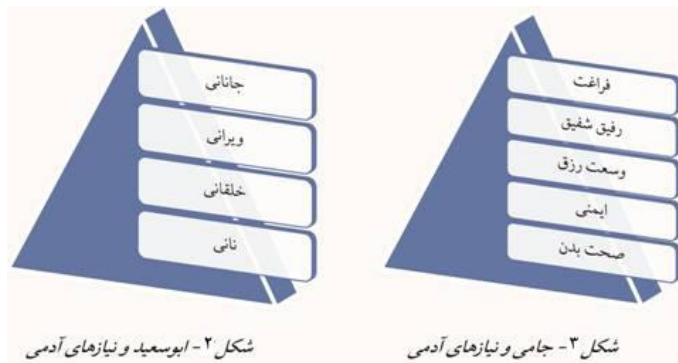 جانانی
ویرانی
خلقانی
نانی
شکل ۲- ابوسعید و نیازهای آدمی
فراغت
رفیق شفیق
وسعت رزق
ایمنی
صحت بدن
شکل ۳- جامی و نیازهای آدمی